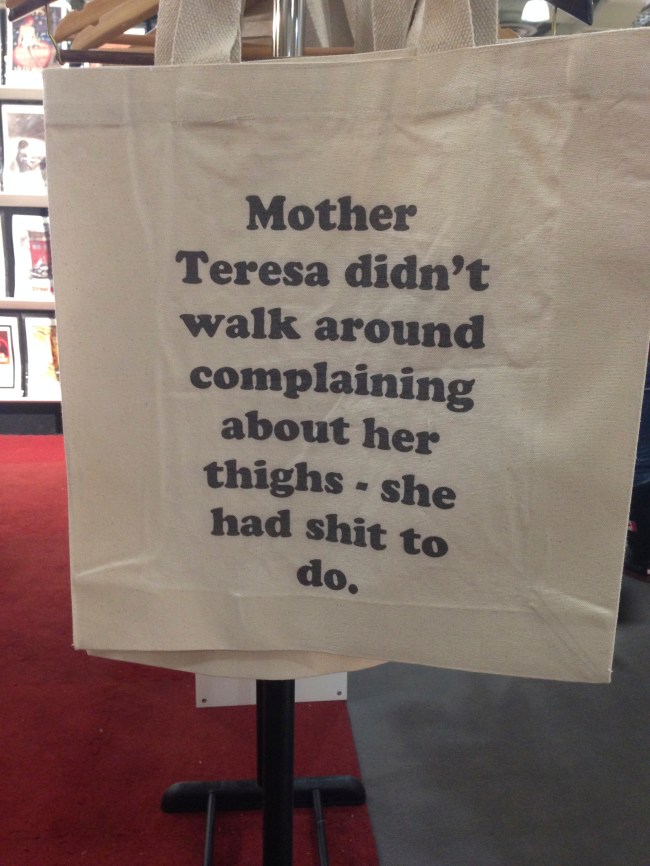 Mother
Teresa didn't
walk around
complaining
about her
thighs - she
had shit to
do.